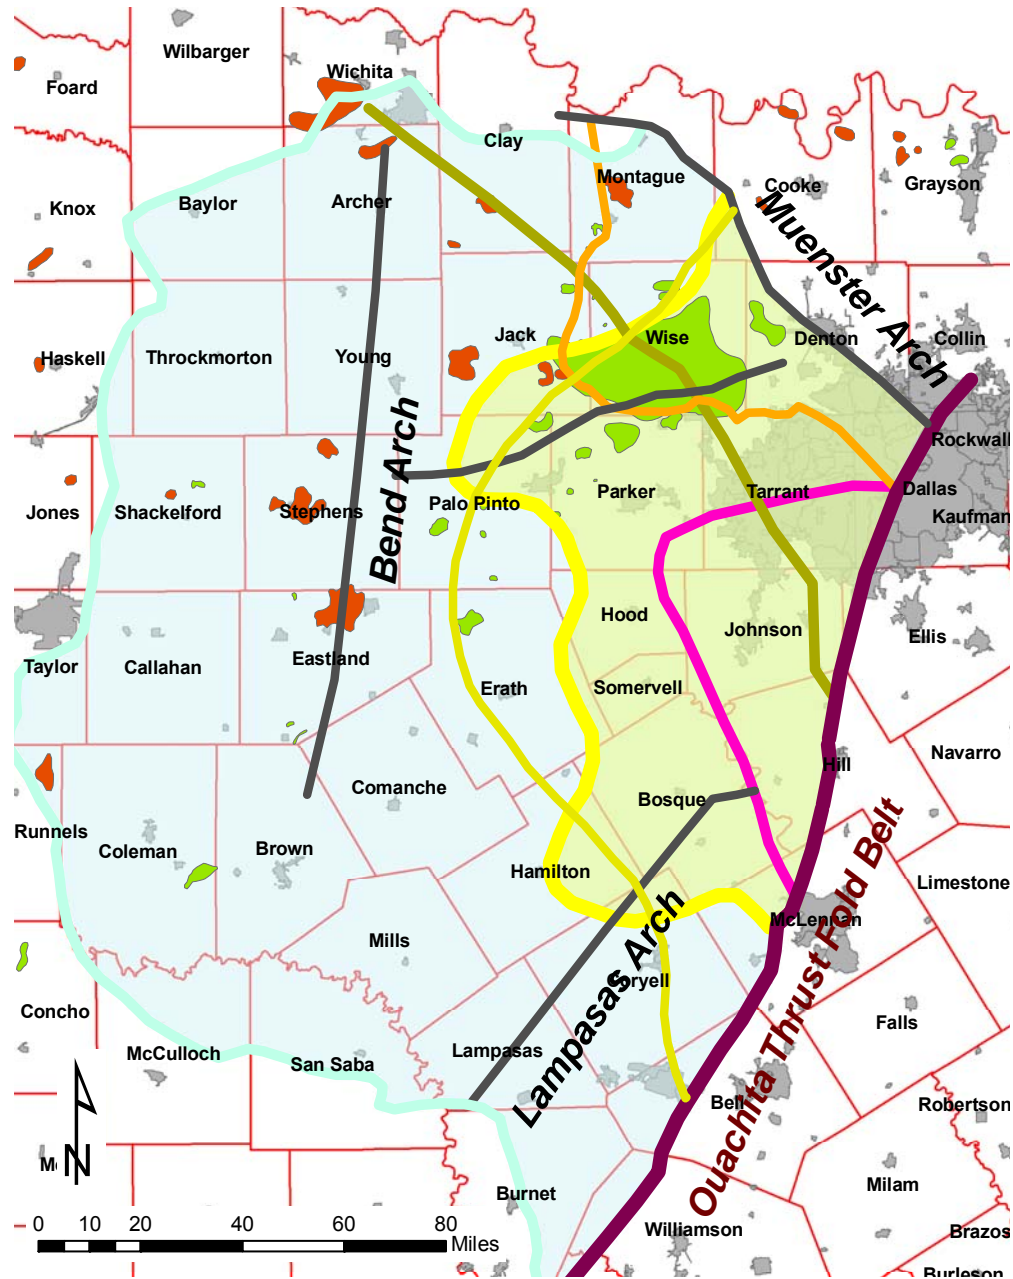 Wilbarger
Wichita
Foard
Clay
Montague
Cooke
Grayson
Knox
Baylor
Archer
Muenster Arch
Haskell
Throckmorton
Young
Jack
Wise
Denton
Collin
Rockwall
Bend Arch
Jones
Shackelford
Stephens
Palo Pinto
Parker
Tarrant
Dallas
Kaufman
Hood
Johnson
Ellis
Taylor
Callahan
Eastland
Erath
Somervell
Navarro
Hill
Comanche
Bosque
Runnels
Coleman
Brown
Hamilton
Limestone
McLennan
Mills
Lampasas Arch
Ouachita Thrust Fold Belt
Coryell
Concho
Falls
McCulloch
San Saba
Lampasas
Bell
Robertson
N
Milam
Burnet
Williamson
Brazos
Burleson
0 10 20 40 60 80
Miles